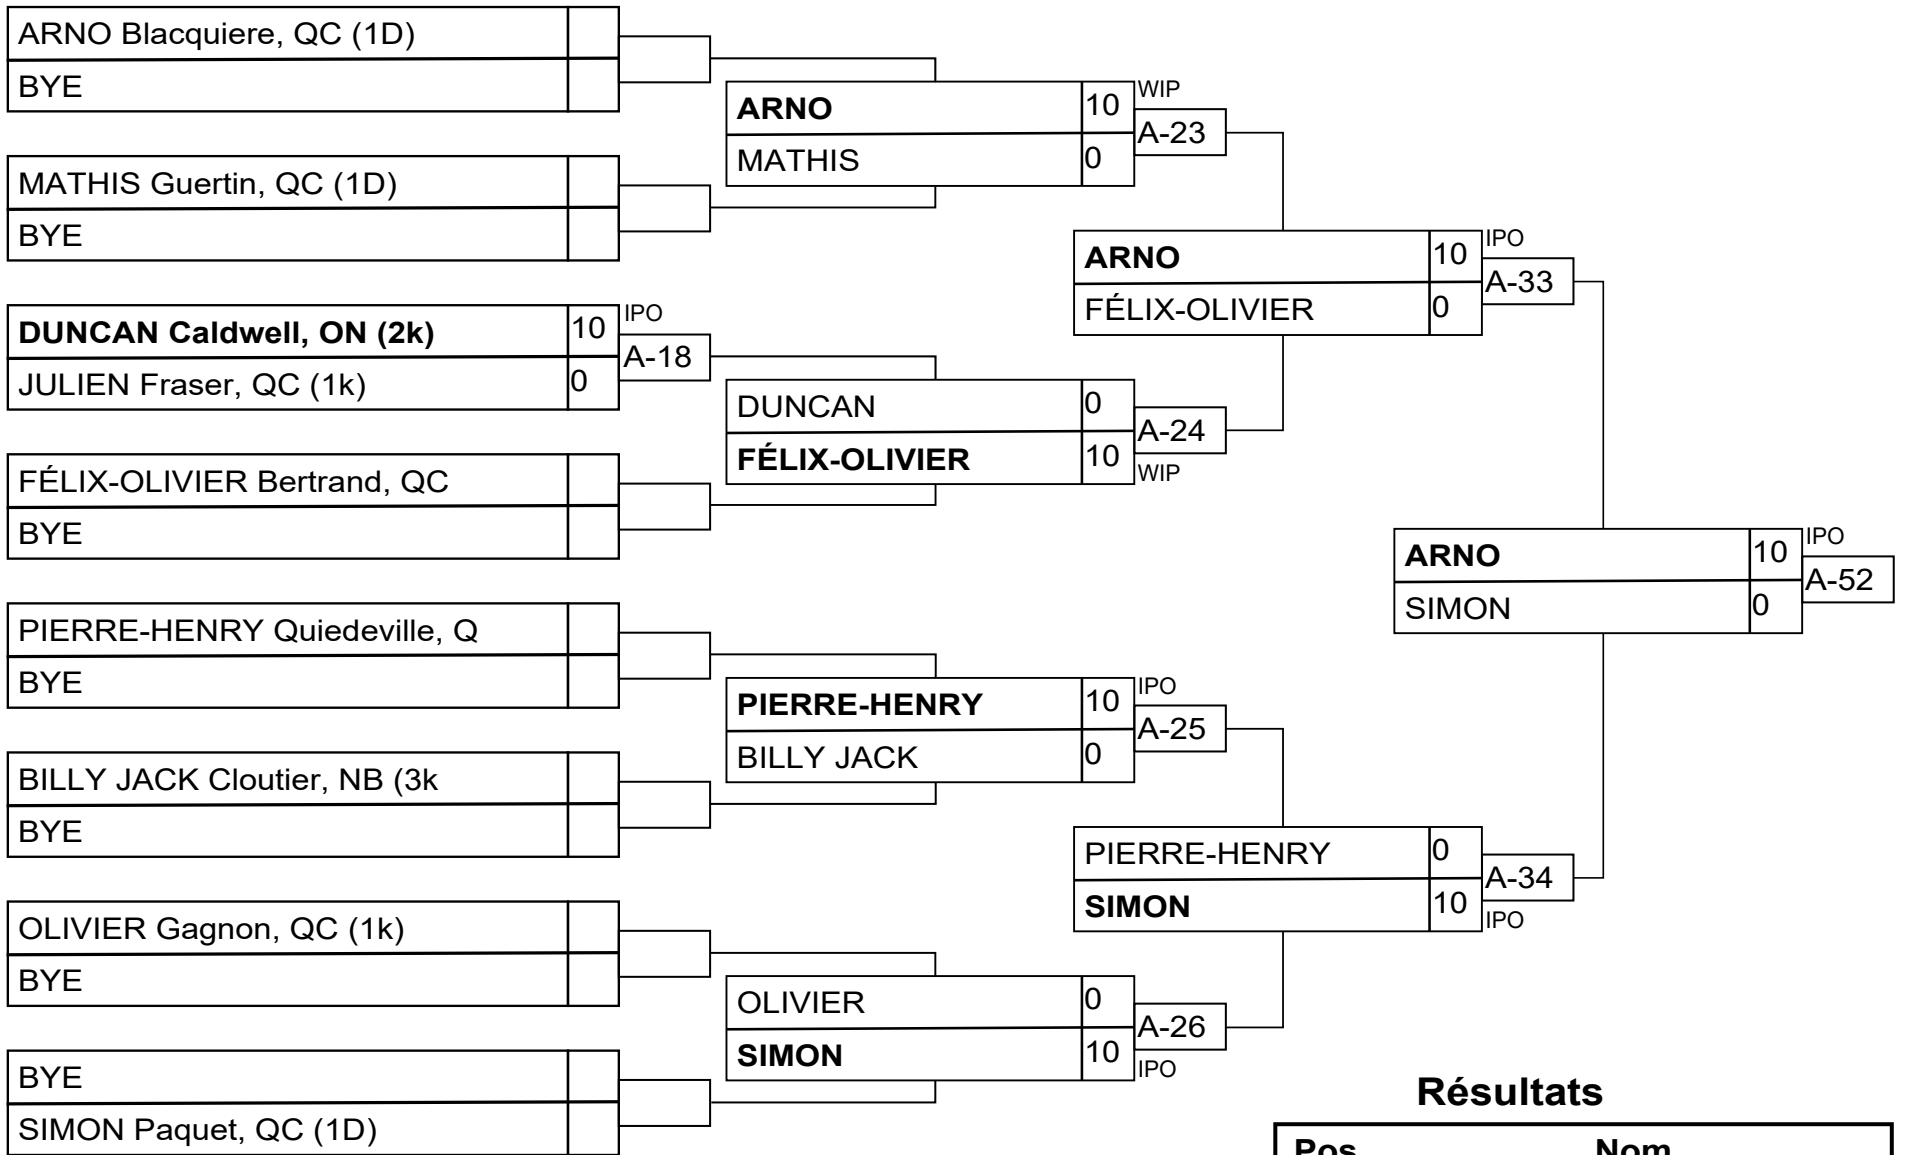 ARNO Blacquiere, QC (1D)
BYE
MATHIS Guertin, QC (1D)
BYE
DUNCAN Caldwell, ON (2k) 10 IPO
JULIEN Fraser, QC (1k) 0
A-18
FÉLIX-OLIVIER Bertrand, QC
BYE
PIERRE-HENRY Quiedeville, Q
BYE
BILLY JACK Cloutier, NB (3k
BYE
OLIVIER Gagnon, QC (1k)
BYE
BYE
SIMON Paquet, QC (1D)
ARNO 10 WIP
MATHIS 0
A-23
DUNCAN 0
FÉLIX-OLIVIER 10 WIP
A-24
PIERRE-HENRY 10 IPO
BILLY JACK 0
A-25
OLIVIER 0
SIMON 10 IPO
A-26
ARNO 10 IPO
FÉLIX-OLIVIER 0
A-33
PIERRE-HENRY 0
SIMON 10 IPO
A-34
ARNO 10 IPO
SIMON 0
A-52
Résultats
Pos Nom